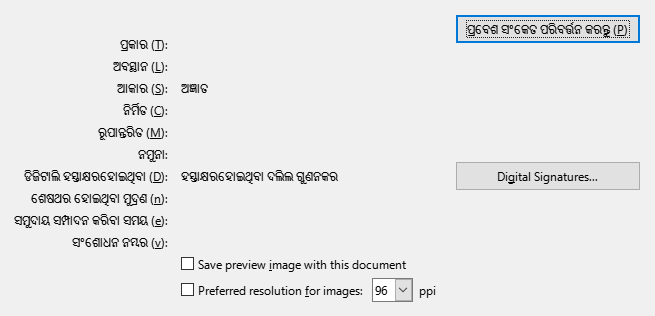 ପ୍ରବେଶ ସଂକେତ ପରିବର୍ତ୍ତନ କରନ୍ତୁ (P)
ପ୍ରକାର (T):
ଅବସ୍ଥାନ (L):
ଆକାର (S): ଅଜ୍ଞାତ
ନିର୍ମିତ (C):
ରୂପାନ୍ତରିତ (M):
ନମୁନା:
ଡିଜିଟାଲି ହସ୍ତାକ୍ଷରହୋଇଥିବା (D): ହସ୍ତାକ୍ଷରହୋଇଥିବା ଦଲିଲ ଗୁଣନକର Digital Signatures...
ଶେଷଥର ହୋଇଥିବା ମୁଦ୍ରଣ (n):
ସମୁଦାୟ ସମ୍ପାଦନ କରିବା ସମୟ (e):
ସଂଶୋଧନ ନମ୍ବର (v):
Save preview image with this document
Preferred resolution for images: 96 ppi